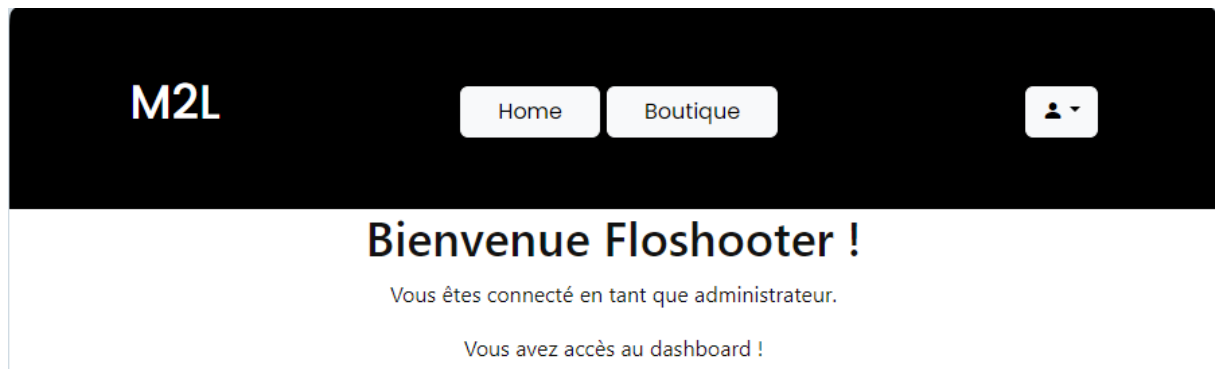 M2L
Home Boutique
Bienvenue Floshooter !
Vous êtes connecté en tant que administrateur.
Vous avez accès au dashboard !